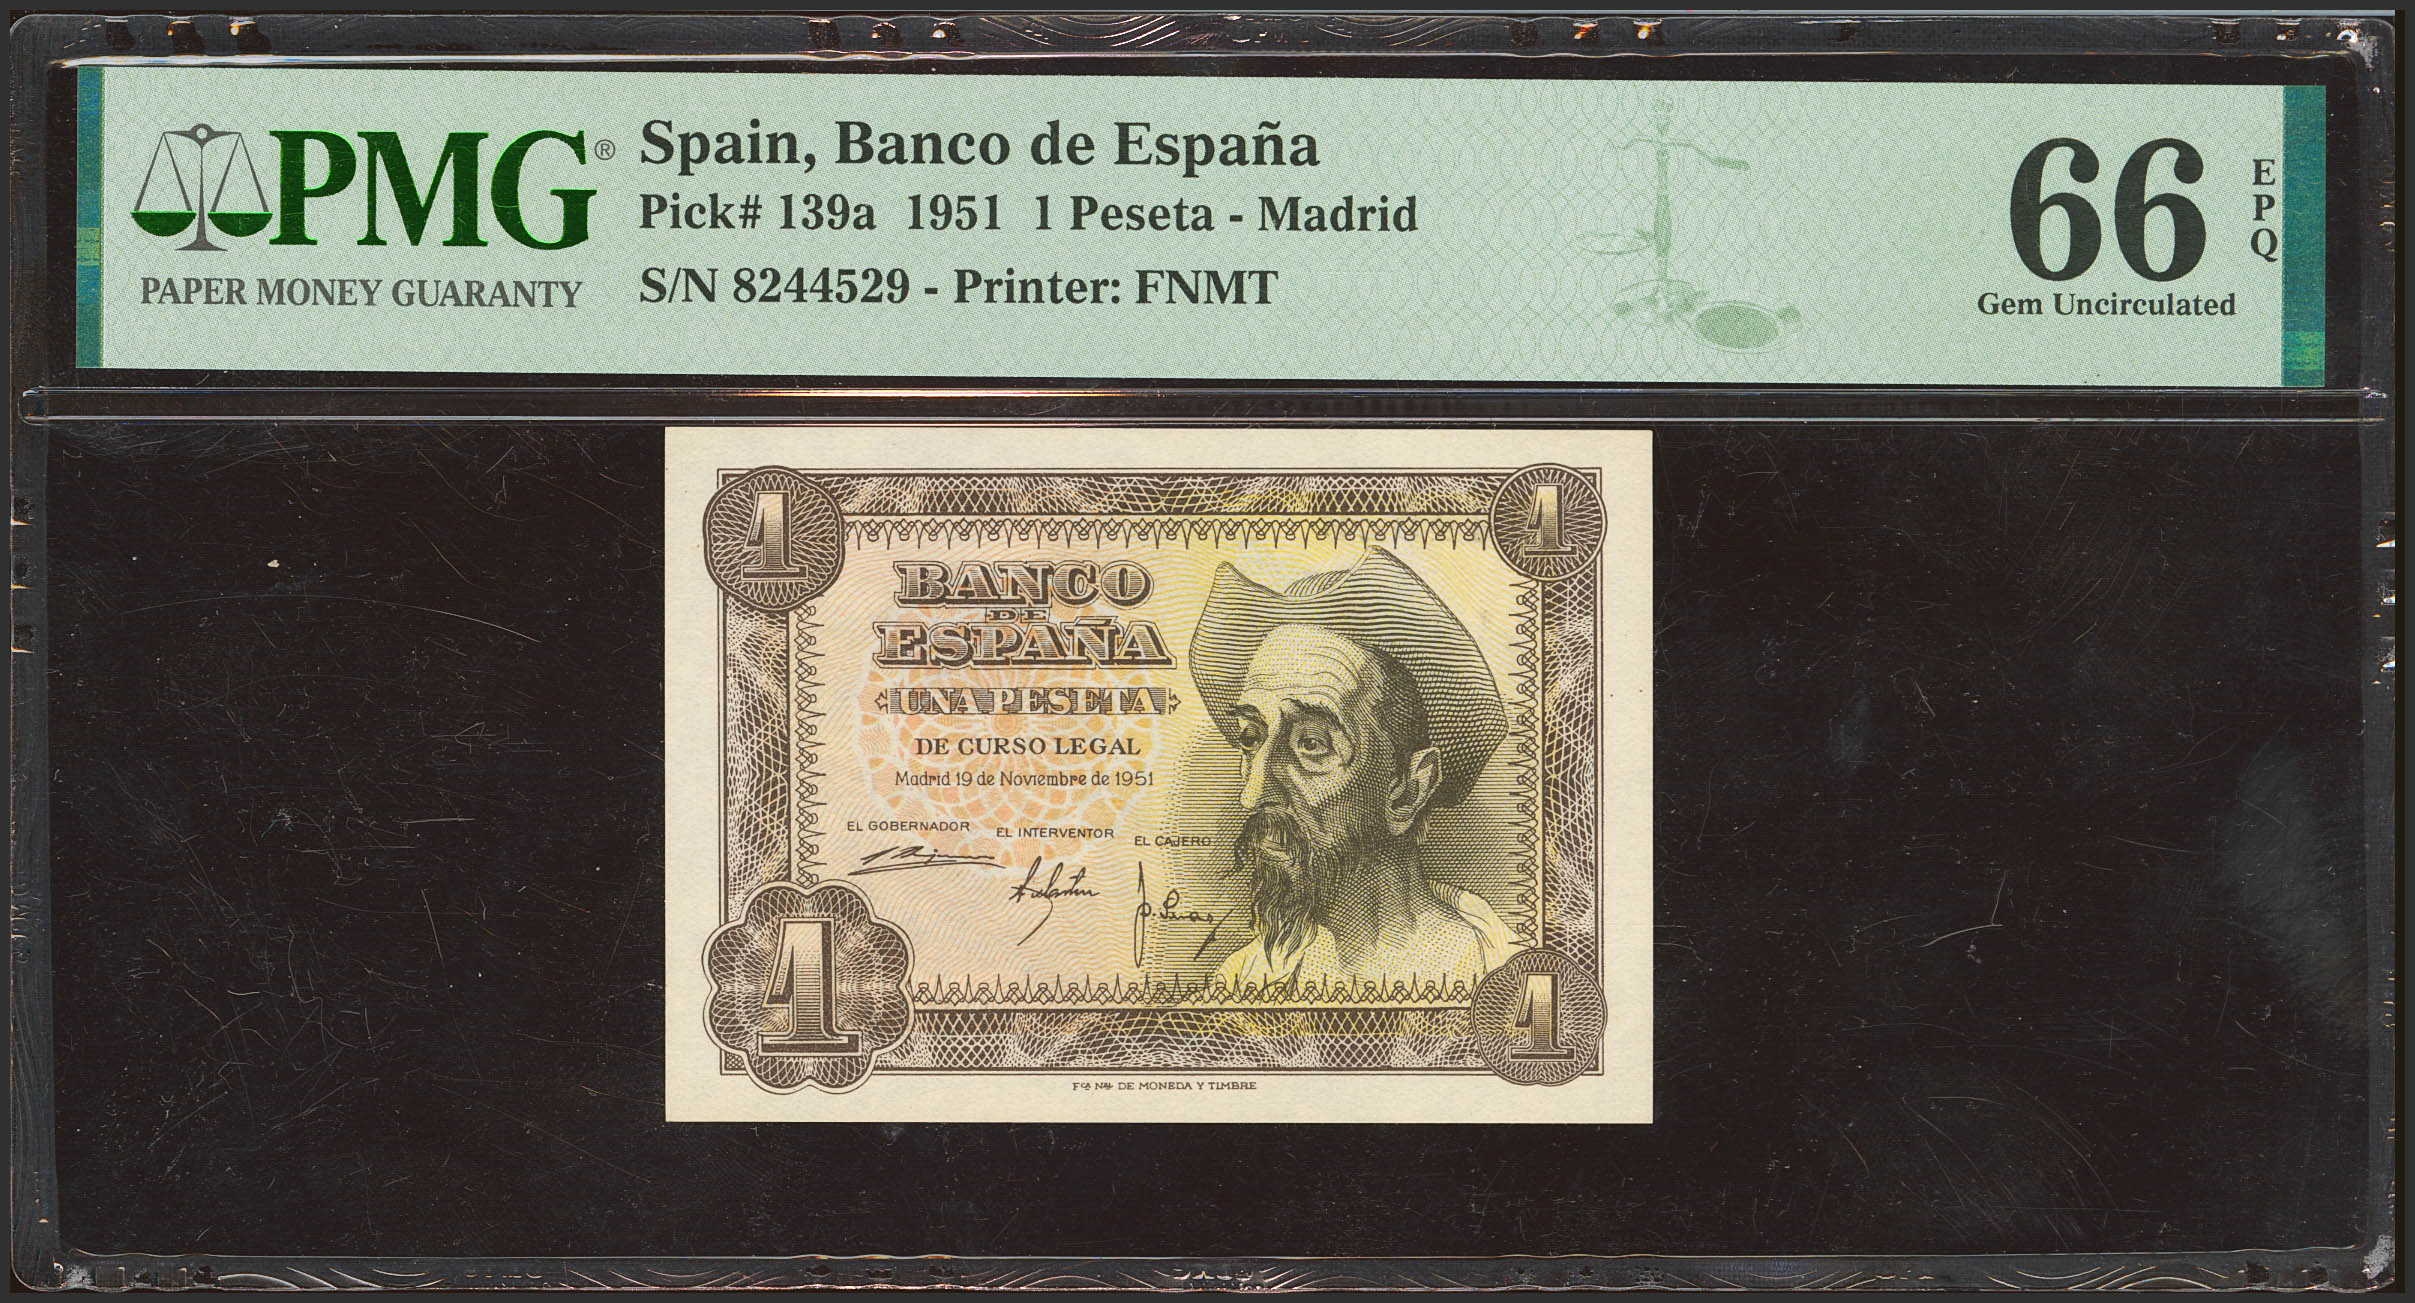 PMG®
PAPER MONEY GUARANTY
Spain, Banco de España
Pick# 139a 1951 1 Peseta - Madrid
S/N 8244529 - Printer: FNMT
66
EPQ
Gem Uncirculated
1
1
BANCO
DE
ESPAÑA
UNA PESETA
DE CURSO LEGAL
Madrid 19 de Noviembre de 1951
EL GOBERNADOR
EL INTERVENTOR
EL CAJERO
1
1
Fca Nal DE MONEDA Y TIMBRE